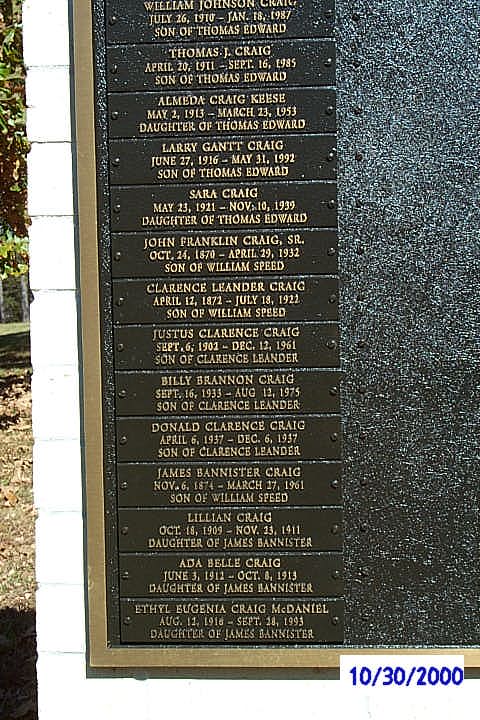 WILLIAM JOHNSON CRAIG
JULY 26, 1910 - JAN. 18, 1987
SON OF THOMAS EDWARD
THOMAS J. CRAIG
APRIL 20, 1911 - SEPT. 16, 1985
SON OF THOMAS EDWARD
ALMEDA CRAIG KEESE
MAY 2, 1913 - MARCH 23, 1953
DAUGHTER OF THOMAS EDWARD
LARRY GANTT CRAIG
JUNE 27, 1916 - MAY 31, 1992
SON OF THOMAS EDWARD
SARA CRAIG
MAY 23, 1921 - NOV. 10, 1939
DAUGHTER OF THOMAS EDWARD
JOHN FRANKLIN CRAIG, SR.
OCT. 24, 1870 - APRIL 29, 1932
SON OF WILLIAM SPEED
CLARENCE LEANDER CRAIG
APRIL 12, 1872 - JULY 18, 1922
SON OF WILLIAM SPEED
JUSTUS CLARENCE CRAIG
SEPT. 6, 1902 - DEC. 12, 1961
SON OF CLARENCE LEANDER
BILLY BRANNON CRAIG
SEPT. 16, 1933 - AUG 12, 1975
SON OF CLARENCE LEANDER
DONALD CLARENCE CRAIG
APRIL 6, 1937 - DEC. 6, 1937
SON OF CLARENCE LEANDER
JAMES BANNISTER CRAIG
NOV. 6, 1874 - MARCH 27, 1961
SON OF WILLIAM SPEED
LILLIAN CRAIG
OCT. 18, 1909 - NOV. 23, 1911
DAUGHTER OF JAMES BANNISTER
ADA BELLE CRAIG
JUNE 3, 1912 - OCT. 8, 1913
DAUGHTER OF JAMES BANNISTER
ETHYL EUGENIA CRAIG McDANIEL
AUG. 12, 1916 - SEPT. 28, 1993
DAUGHTER OF JAMES BANNISTER
10/30/2000